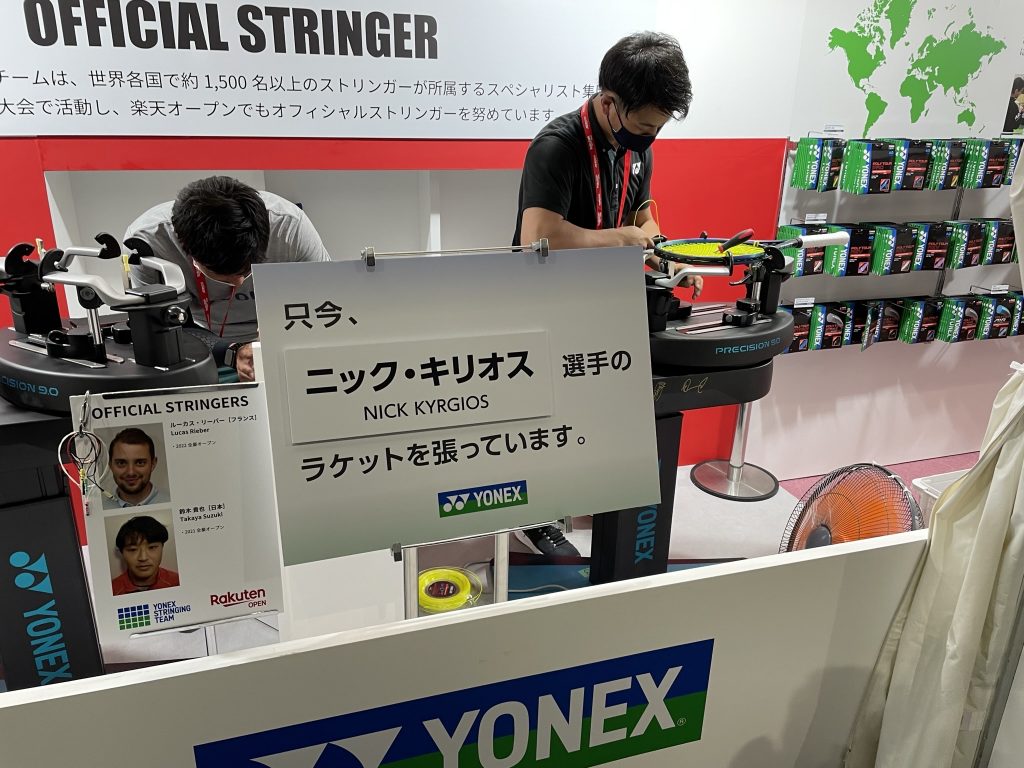 OFFICIAL STRINGER
チームは、世界各国で約 1,500 名以上のストリンガーが所属するスペシャリスト集
大会で活動し、楽天オープンでもオフィシャルストリンガーを努めています
只今、
ニック・キリオス 選手の
NICK KYRGIOS
ラケットを張っています。
YONEX
OFFICIAL STRINGERS
ルーカス・リーバー［フランス］
Lucas Rieber
鈴木 貴也［日本］
Takaya Suzuki
YONEX
STRINGING
TEAM
Rakuten
OPEN
PRECISION 9.0
CISION 9.0
YONEX
YONEX
YONEX
YONEX